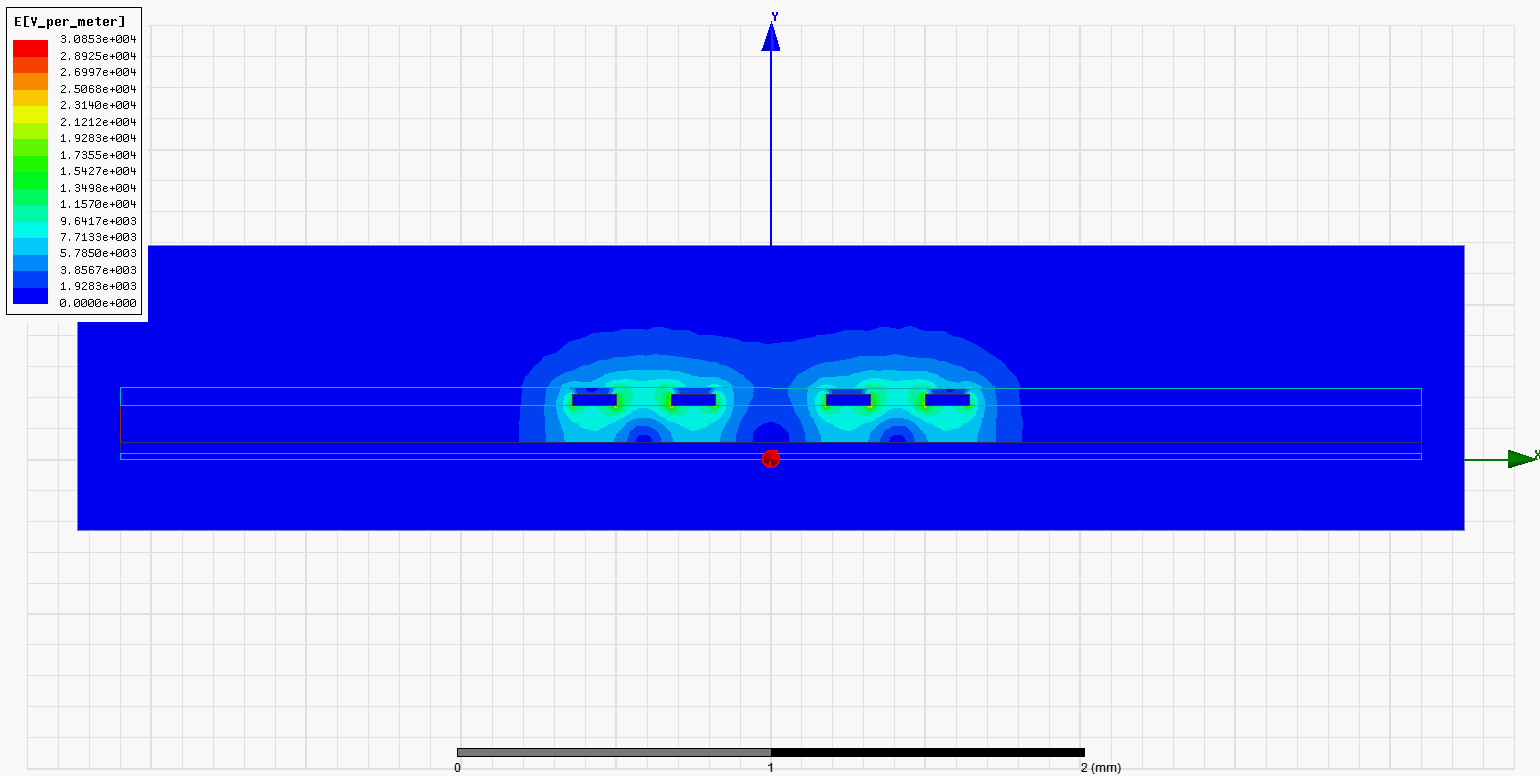 E[V_per_meter]
3.0853e+004
2.8925e+004
2.6997e+004
2.5068e+004
2.3140e+004
2.1212e+004
1.9283e+004
1.7355e+004
1.5427e+004
1.3498e+004
1.1570e+004
9.6417e+003
7.7133e+003
5.7850e+003
3.8567e+003
1.9283e+003
0.0000e+000
Y
X
0 1 2 (mm)